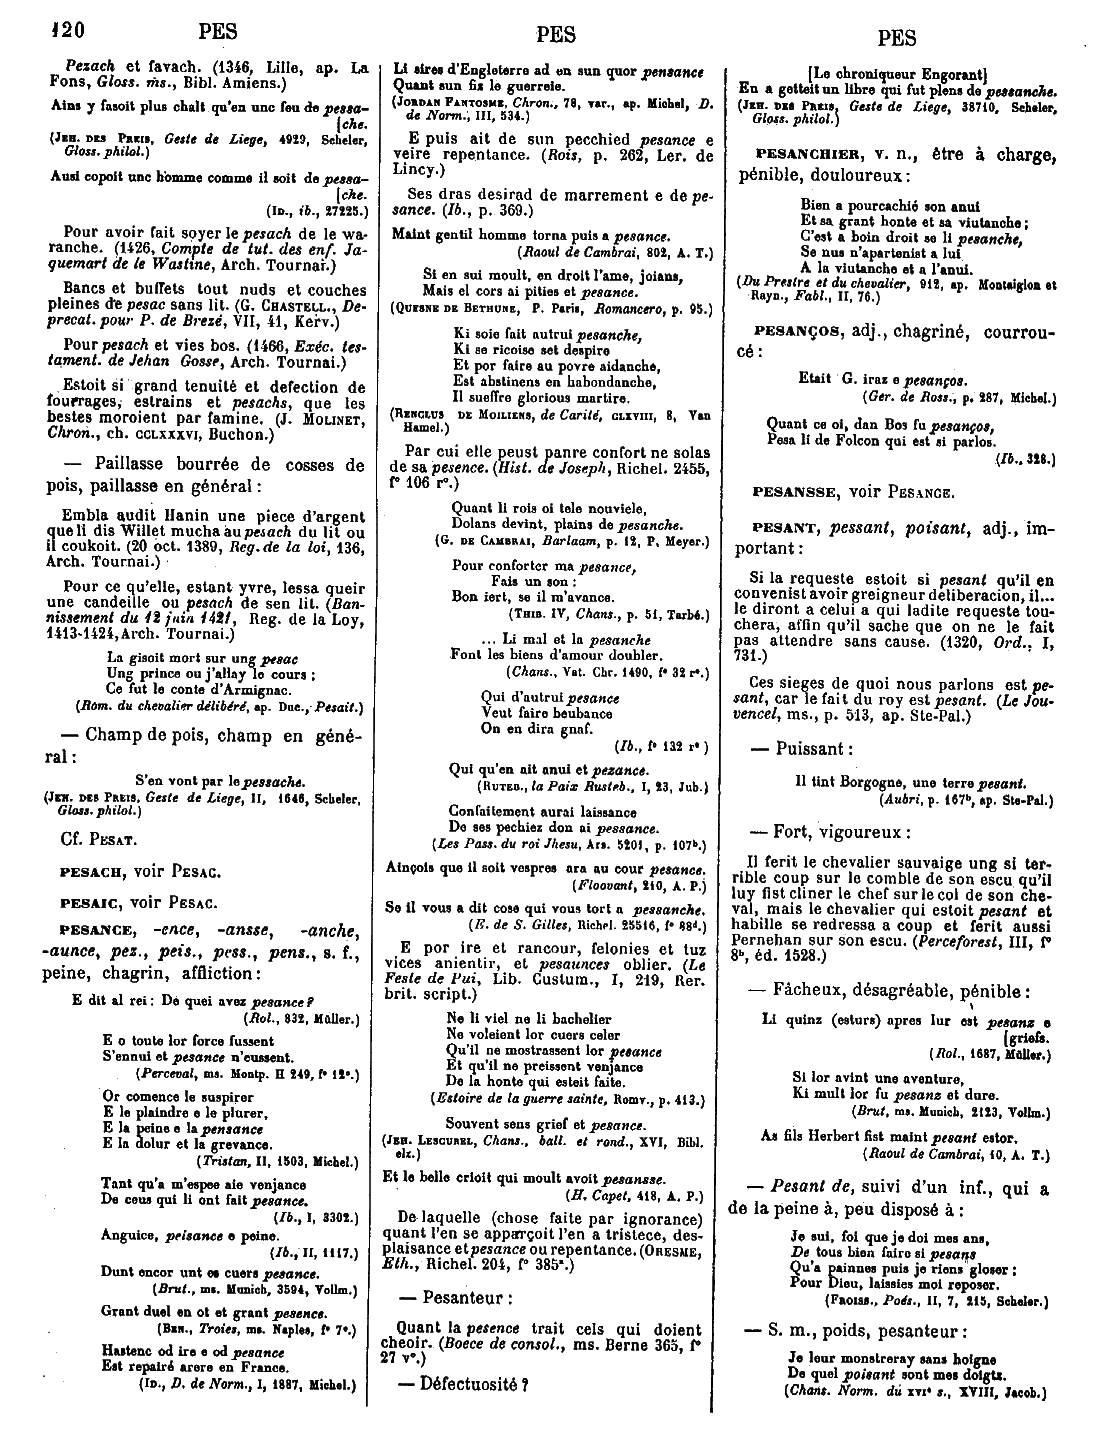 120
PES
PES
PES
Pezach et favach. (1346, Lille, ap. La
Fons, Gloss. ms., Bibl. Amiens.)
Ains y fasoit plus chalt qu'en unc feu de pessa-
[che.
(JEH. DES PREIS, Geste de Liege, 4929, Scheler,
Gloss. philol.)
Ausi copoit unc homme comme il soit de pessa-
[che.
(ID., ib., 27225.)
Pour avoir fait soyer le pesach de le wa-
ranche. (1426, Compte de tut. des enf. Ja-
quemart de le Wastine, Arch. Tournai.)
Bancs et buffets tout nuds et couches
pleines de pesac sans lit. (G. CHASTELL., De-
precat. pour P. de Brezé, VII, 41, Kerv.)
Pour pesach et vies bos. (1466, Exéc. tes-
tament. de Jehan Gosse, Arch. Tournai.)
Estoit si grand tenuité et defection de
fourrages, estrains et pesachs, que les
bestes moroient par famine. (J. MOLINET,
Chron., ch. CCLXXXVI, Buchon.)
— Paillasse bourrée de cosses de
pois, paillasse en général :
Embla audit Hanin une piece d'argent
quell dis Willet mucha au pesach du lit ou
il coukoit. (20 oct. 1389, Reg. de la loi, 136,
Arch. Tournai.)
Pour ce qu'elle, estant yvre, lessa queir
une candeille ou pesach de sen lit. (Ban-
nissement du 12 juin 1421, Reg. de la Loy,
1413-1424, Arch. Tournai.)
La gisoit mort sur ung pesac
Ung prince ou j'allay le cours ;
Ce fut le conte d'Armignac.
(Rom. du chevalier délibéré, ap. Duc., Pesait.)
— Champ de pois, champ en géné-
ral :
S'en vont par le pessache.
(JEH. DES PREIS, Geste de Liege, II, 1646, Scheler,
Gloss. philol.)
Cf. PESAT.
PESACH, voir PESAC.
PESAIC, voir PESAC.
PESANCE, -ence, -ansse, -anche,
-aunce, pez., peis., pess., pens., s. f.,
peine, chagrin, affliction :
E dit al rei : De quei avez pesance ?
(Rol., 832, Müller.)
E o toute lor force fussent
S'ennui et pesance n'eussent.
(Perceval, ms. Montp. H 249, f° 12ᵉ.)
Or comence le suspirer
E le plaindre e le plurer,
E la peine e la pensance
E la dolur et la grevance.
(Tristan, II, 1503, Michel.)
Tant qu'a m'espee aie venjance
De ceus qui li ont fait pesance.
(Ib., I, 3302.)
Anguice, peisance e peine.
(Ib., II, 1117.)
Dunt encor unt es cuers pesance.
(Brut., ms. Munich, 3594, Vollm.)
Grant duel en ot et grant pesence.
(BEN., Troies, ms. Naples, f° 7ᵉ.)
Hastenc od ire e od pesance
Est repairé arere en France.
(ID., D. de Norm., I, 1887, Michel.)
Li sires d'Engleterre ad en sun quor pensance
Quant sun fiz le guerreie.
(JORDAN FANTOSME, Chron., 78, var., ap. Michel, D.
de Norm., III, 534.)
E puis ait de sun pecchied pesance e
veire repentance. (Rois, p. 262, Ler. de
Lincy.)
Ses dras desirad de marrement e de pe-
sance. (Ib., p. 369.)
Maint gentil homme torna puis a pesance.
(Raoul de Cambrai, 802, A. T.)
Si en sui moult, en droit l'ame, joians,
Mais el cors ai pities et pesance.
(QUESNE DE BETHUNE, P. Paris, Romancero, p. 95.)
Ki soie fait autrui pesanche,
Ki se ricoise set despire
Et por faire au povre aidanche,
Est abstinens en habondanche,
Il sueffre glorious martire.
(RENCLUS DE MOILIENS, de Carité, CLXVIII, 8, Van
Hamel.)
Par cui elle peust panre confort ne solas
de sa pesence. (Hist. de Joseph, Richel. 2455,
f° 106 r°.)
Quant li rois oi tele nouviele,
Dolans devint, plains de pesanche.
(G. DE CAMBRAI, Barlaam, p. 12, P. Meyer.)
Pour conforter ma pesance,
Fais un son :
Bon iert, se il m'avance.
(THIB. IV, Chans., p. 51, Tarbé.)
... Li mal et la pesanche
Font les biens d'amour doubler.
(Chans., Vat. Chr. 1490, f° 32 r°.)
Qui d'autrui pesance
Veut faire beubance
On en dira gnaf.
(Ib., f° 132 r°)
Qui qu'en ait anui et pezance.
(RUTEB., la Paix Rusteb., I, 23, Jub.)
Confaitement aurai laissance
De ses pechiez don ai pessance.
(Les Pass. du roi Jhesu, Ars. 5201, p. 107ᵇ.)
Ainçois que il soit vespres ara au cour pesance.
(Floovant, 210, A. P.)
Se il vous a dit cose qui vous tort a pessanche.
(E. de S. Gilles, Richel. 25516, f° 88ᵈ.)
E por ire et rancour, felonies et tuz
vices anientir, et pesaunces oblier. (Le
Feste de Pui, Lib. Custum., I, 219, Rer.
brit. script.)
Ne li viel ne li bacheller
Ne voleient lor cuers celer
Qu'il ne mostrassent lor pesance
Et qu'il ne preissent venjance
De la honte qui esteit faite.
(Estoire de la guerre sainte, Romv., p. 413.)
Souvent sens grief et pesance.
(JEH. LESCUREL, Chans., ball. et rond., XVI, Bibl.
elz.)
Et le belle crioit qui moult avoit pesansse.
(H. Capet, 418, A. P.)
De laquelle (chose faite par ignorance)
quant l'en se apparçoit l'en a tristece, des-
plaisance et pesance ou repentance. (ORESME,
Eth., Richel. 204, f° 385ᵃ.)
— Pesanteur :
Quant la pesence trait cels qui doient
cheoir. (Boece de consol., ms. Berne 365, f°
27 v°.)
— Défectuosité ?
[Le chroniqueur Engorant]
En a getteit un libre qui fut plens de pessanche.
(JEH. DES PREIS, Geste de Liege, 38710, Scheler,
Gloss. philol.)
PESANCHIER, v. n., être à charge,
pénible, douloureux :
Bien a pourcachié son anui
Et sa grant honte et sa viutanche ;
C'est a boin droit se li pesanche,
Se nus n'apartenist a lui
A la viutanche et a l'anui.
(Du Prestre et du chevalier, 912, ap. Montaiglon et
Rayn., Fabl., II, 76.)
PESANÇOS, adj., chagriné, courrou-
cé :
Etait G. iraz e pesanços.
(Ger. de Ross., p. 287, Michel.)
Quant ce oi, dan Bos fu pesanços,
Pesa li de Folcon qui est si parlos.
(Ib., 328.)
PESANSSE, voir PESANCE.
PESANT, pessant, poisant, adj., im-
portant :
Si la requeste estoit si pesant qu'il en
convenist avoir greigneur deliberacion, il...
le diront a celui a qui ladite requeste tou-
chera, affin qu'il sache que on ne le fait
pas attendre sans cause. (1320, Ord., I,
731.)
Ces sieges de quoi nous parlons est pe-
sant, car le fait du roy est pesant. (Le Jou-
vencel, ms., p. 513, ap. Ste-Pal.)
— Puissant :
Il tint Borgogne, une terre pesant.
(Aubri, p. 167ᵇ, ap. Ste-Pal.)
— Fort, vigoureux :
Il ferit le chevalier sauvaige ung si ter-
rible coup sur le comble de son escu qu'il
luy fist cliner le chef sur le col de son che-
val, mais le chevalier qui estoit pesant et
habille se redressa a coup et ferit aussi
Pernehan sur son escu. (Perceforest, III, f°
8ᵇ, éd. 1528.)
— Fâcheux, désagréable, pénible :
Li quinz (esturs) apres lur est pesanz e
[griefs.
(Rol., 1687, Müller.)
Si lor avint une aventure,
Ki mult lor fu pesanz et dure.
(Brut, ms. Munich, 2123, Vollm.)
As fils Herbert fist maint pesant estor.
(Raoul de Cambrai, 10, A. T.)
— Pesant de, suivi d'un inf., qui a
de la peine à, peu disposé à :
Je sui, foi que je doi mes ans,
De tous bien faire si pesans
Qu'a painnes puis je riens gloser ;
Pour Dieu, laissies moi reposer.
(FROISS., Poés., II, 7, 215, Scheler.)
— S. m., poids, pesanteur :
Je leur monstreray sans hoigne
De quel poisant sont mes doigts.
(Chans. Norm. du XVIᵉ s., XVIII, Jacob.)